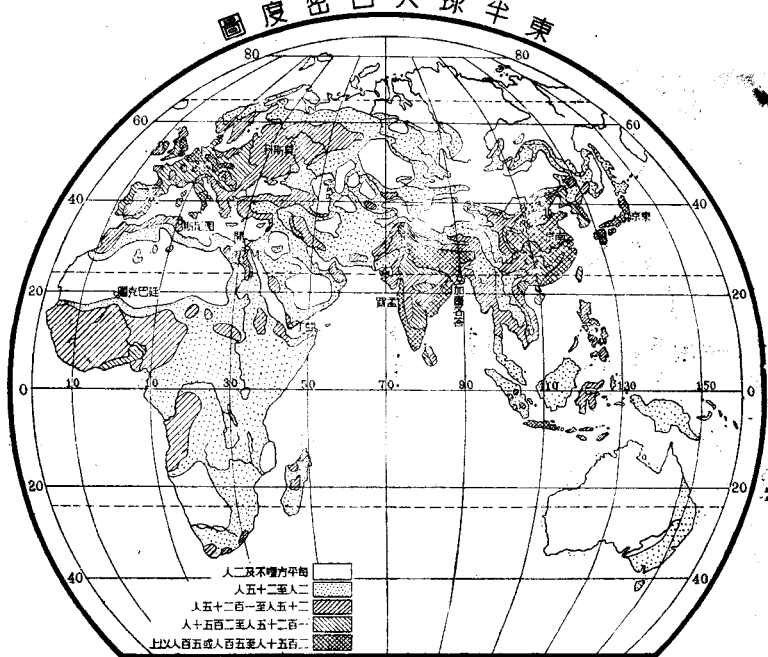 東半球人口密度圖
80
80
60
60
莫斯科
40
40
東京
開
廷巴克圖
孟買
加爾各答
亞丁
20
20
0
10
10
30
50
70
90
110
130
150
0
20
20
40
40
每平方哩不及二人
二人至二十五人
二十五人至一百二十五人
一百二十五人至二百五十人
二百五十人至五百人或五百人以上